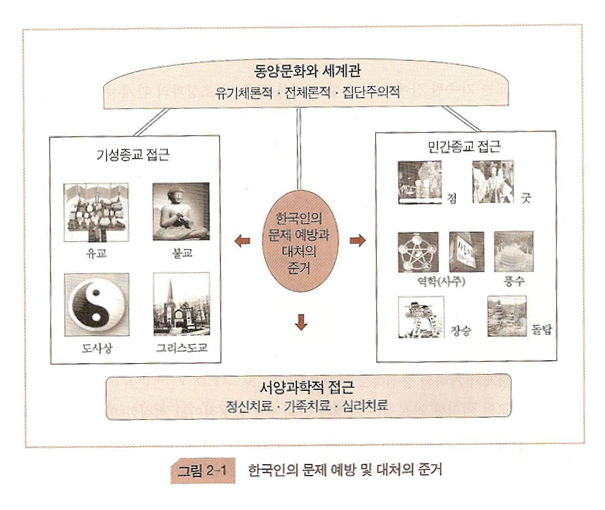 동양문화와 세계관
유기체론적 · 전체론적 · 집단주의적
기성종교 접근
유교
불교
도사상
그리스도교
한국인의
문제 예방과
대처의
준거
민간종교 접근
점
굿
역학(사주)
풍수
장승
돌탑
서양과학적 접근
정신치료 · 가족치료 · 심리치료
그림 2-1
한국인의 문제 예방 및 대처의 준거